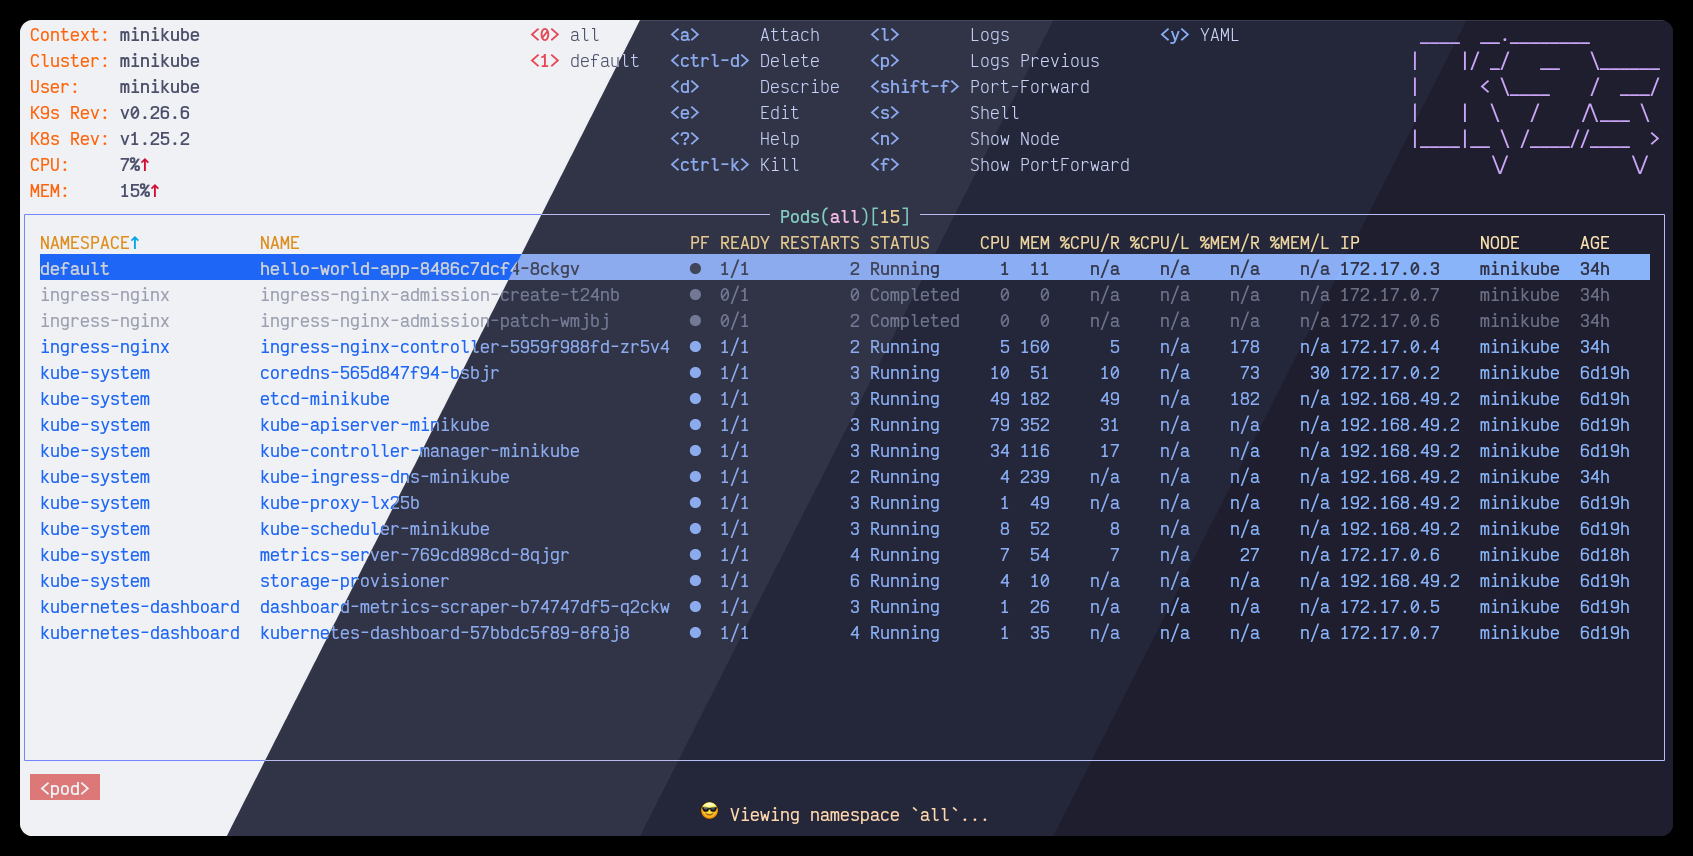 Context: minikube <0> all <a> Attach <l> Logs <y> YAML
Cluster: minikube <1> default <ctrl-d> Delete <p> Logs Previous
User: minikube <d> Describe <shift-f> Port-Forward
K9s Rev: v0.26.6 <e> Edit <s> Shell
K8s Rev: v1.25.2 <?> Help <n> Show Node
CPU: 7%↑ <ctrl-k> Kill <f> Show PortForward
MEM: 15%↑
Pods(all)[15]
NAMESPACE↑ NAME PF READY RESTARTS STATUS CPU MEM %CPU/R %CPU/L %MEM/R %MEM/L IP NODE AGE
default hello-world-app-8486c7dcf4-8ckgv ● 1/1 2 Running 1 11 n/a n/a n/a n/a 172.17.0.3 minikube 34h
ingress-nginx ingress-nginx-admission-create-t24nb ● 0/1 0 Completed 0 0 n/a n/a n/a n/a 172.17.0.7 minikube 34h
ingress-nginx ingress-nginx-admission-patch-wmjbj ● 0/1 2 Completed 0 0 n/a n/a n/a n/a 172.17.0.6 minikube 34h
ingress-nginx ingress-nginx-controller-5959f988fd-zr5v4 ● 1/1 2 Running 5 160 5 n/a 178 n/a 172.17.0.4 minikube 34h
kube-system coredns-565d847f94-bsbjr ● 1/1 3 Running 10 51 10 n/a 73 30 172.17.0.2 minikube 6d19h
kube-system etcd-minikube ● 1/1 3 Running 49 182 49 n/a 182 n/a 192.168.49.2 minikube 6d19h
kube-system kube-apiserver-minikube ● 1/1 3 Running 79 352 31 n/a n/a n/a 192.168.49.2 minikube 6d19h
kube-system kube-controller-manager-minikube ● 1/1 3 Running 34 116 17 n/a n/a n/a 192.168.49.2 minikube 6d19h
kube-system kube-ingress-dns-minikube ● 1/1 2 Running 4 239 n/a n/a n/a n/a 192.168.49.2 minikube 34h
kube-system kube-proxy-lx25b ● 1/1 3 Running 1 49 n/a n/a n/a n/a 192.168.49.2 minikube 6d19h
kube-system kube-scheduler-minikube ● 1/1 3 Running 8 52 8 n/a n/a n/a 192.168.49.2 minikube 6d19h
kube-system metrics-server-769cd898cd-8qjgr ● 1/1 4 Running 7 54 7 n/a 27 n/a 172.17.0.6 minikube 6d18h
kube-system storage-provisioner ● 1/1 6 Running 4 10 n/a n/a n/a n/a 192.168.49.2 minikube 6d19h
kubernetes-dashboard dashboard-metrics-scraper-b74747df5-q2ckw ● 1/1 3 Running 1 26 n/a n/a n/a n/a 172.17.0.5 minikube 6d19h
kubernetes-dashboard kubernetes-dashboard-57bbdc5f89-8f8j8 ● 1/1 4 Running 1 35 n/a n/a n/a n/a 172.17.0.7 minikube 6d19h
<pod>
😎 Viewing namespace `all`...